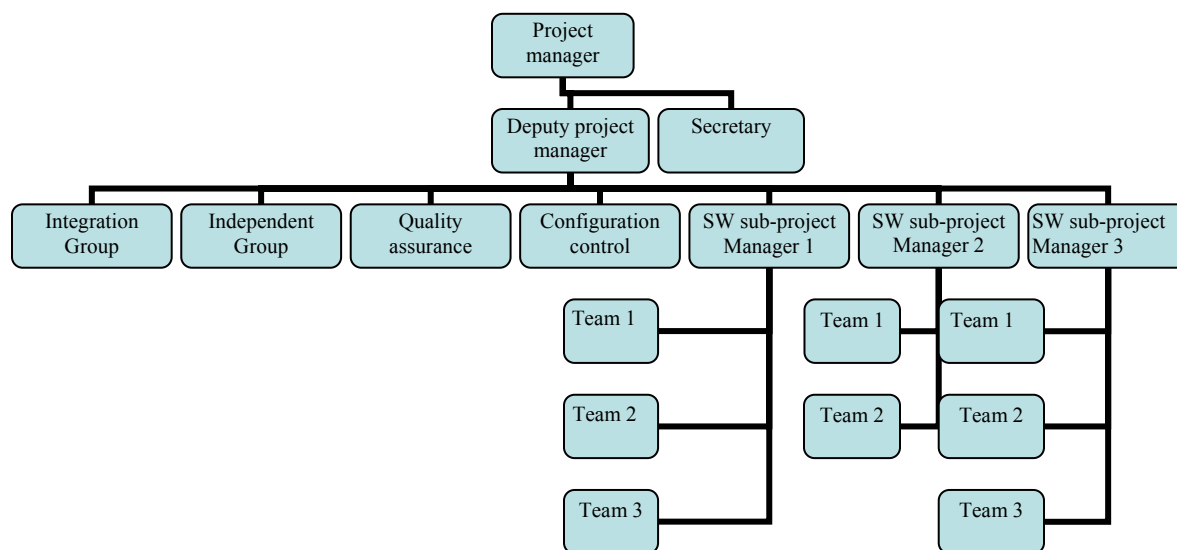 Project
manager
Deputy project
manager
Secretary
Integration
Group
Independent
Group
Quality
assurance
Configuration
control
SW sub-project
Manager 1
SW sub-project
Manager 2
SW sub-project
Manager 3
Team 1
Team 2
Team 3
Team 1
Team 2
Team 1
Team 2
Team 3